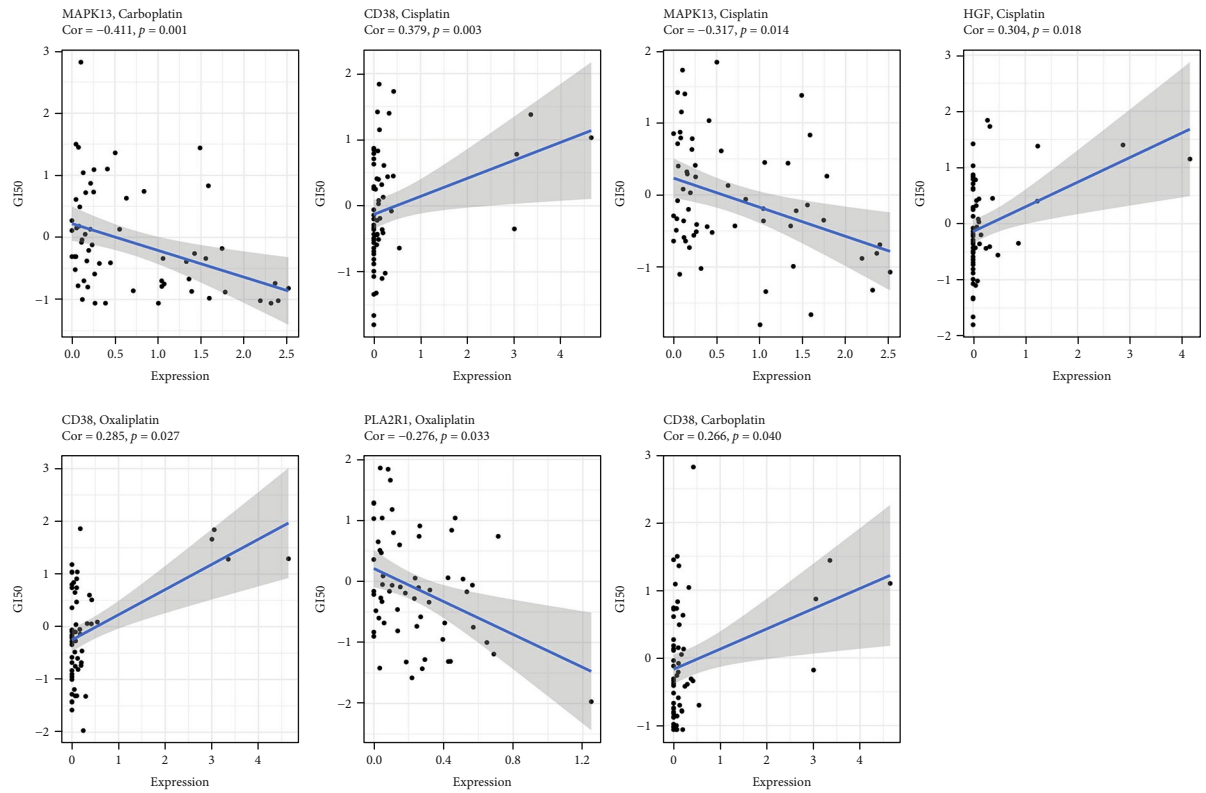 MAPK13, Carboplatin
Cor = −0.411, p = 0.001
3
2
1
0
−1
GI50
0.0 0.5 1.0 1.5 2.0 2.5
Expression
CD38, Cisplatin
Cor = 0.379, p = 0.003
2
1
0
−1
GI50
0 1 2 3 4
Expression
MAPK13, Cisplatin
Cor = −0.317, p = 0.014
2
1
0
−1
GI50
0.0 0.5 1.0 1.5 2.0 2.5
Expression
HGF, Cisplatin
Cor = 0.304, p = 0.018
3
2
1
0
−1
−2
GI50
0 1 2 3 4
Expression
CD38, Oxaliplatin
Cor = 0.285, p = 0.027
3
2
1
0
−1
−2
GI50
0 1 2 3 4
Expression
PLA2R1, Oxaliplatin
Cor = −0.276, p = 0.033
2
1
0
−1
−2
GI50
0.0 0.4 0.8 1.2
Expression
CD38, Carboplatin
Cor = 0.266, p = 0.040
3
2
1
0
−1
GI50
0 1 2 3 4
Expression